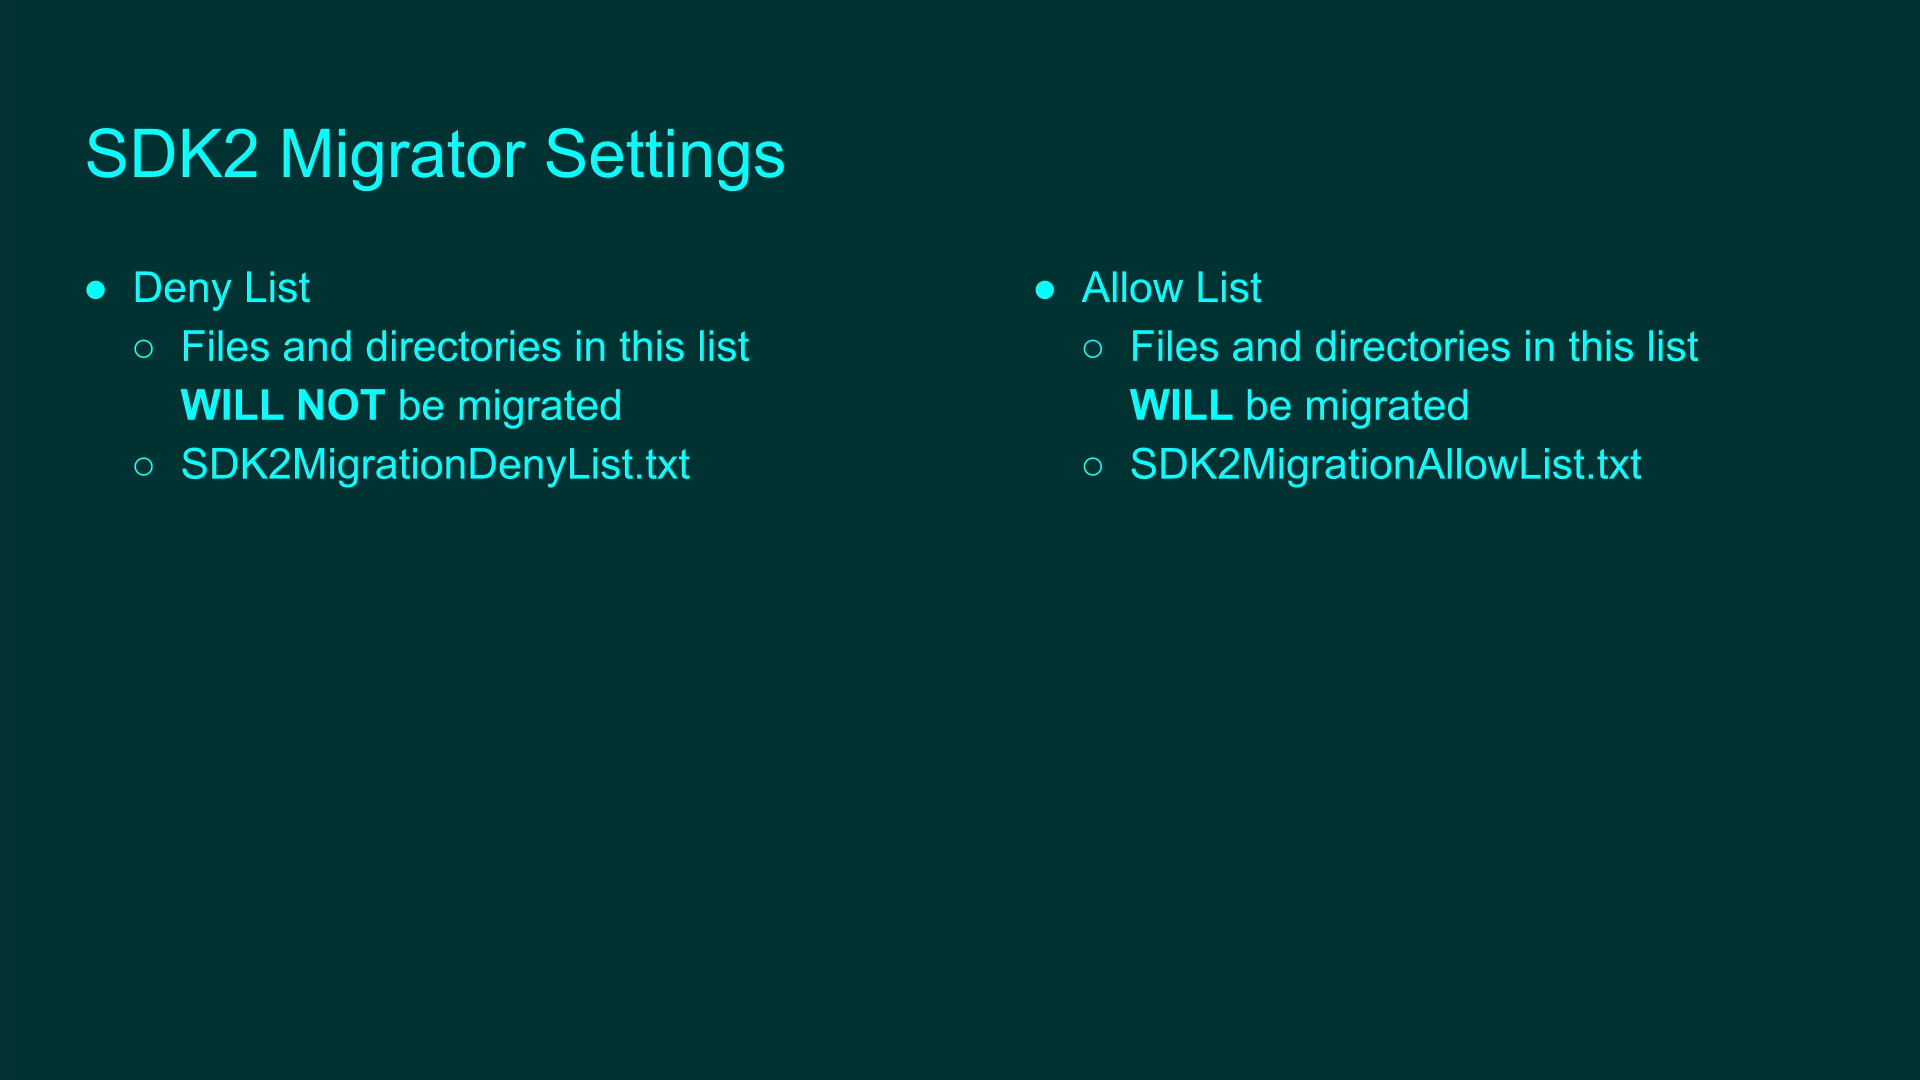 SDK2 Migrator Settings
● Deny List
○ Files and directories in this list
WILL NOT be migrated
○ SDK2MigrationDenyList.txt
● Allow List
○ Files and directories in this list
WILL be migrated
○ SDK2MigrationAllowList.txt